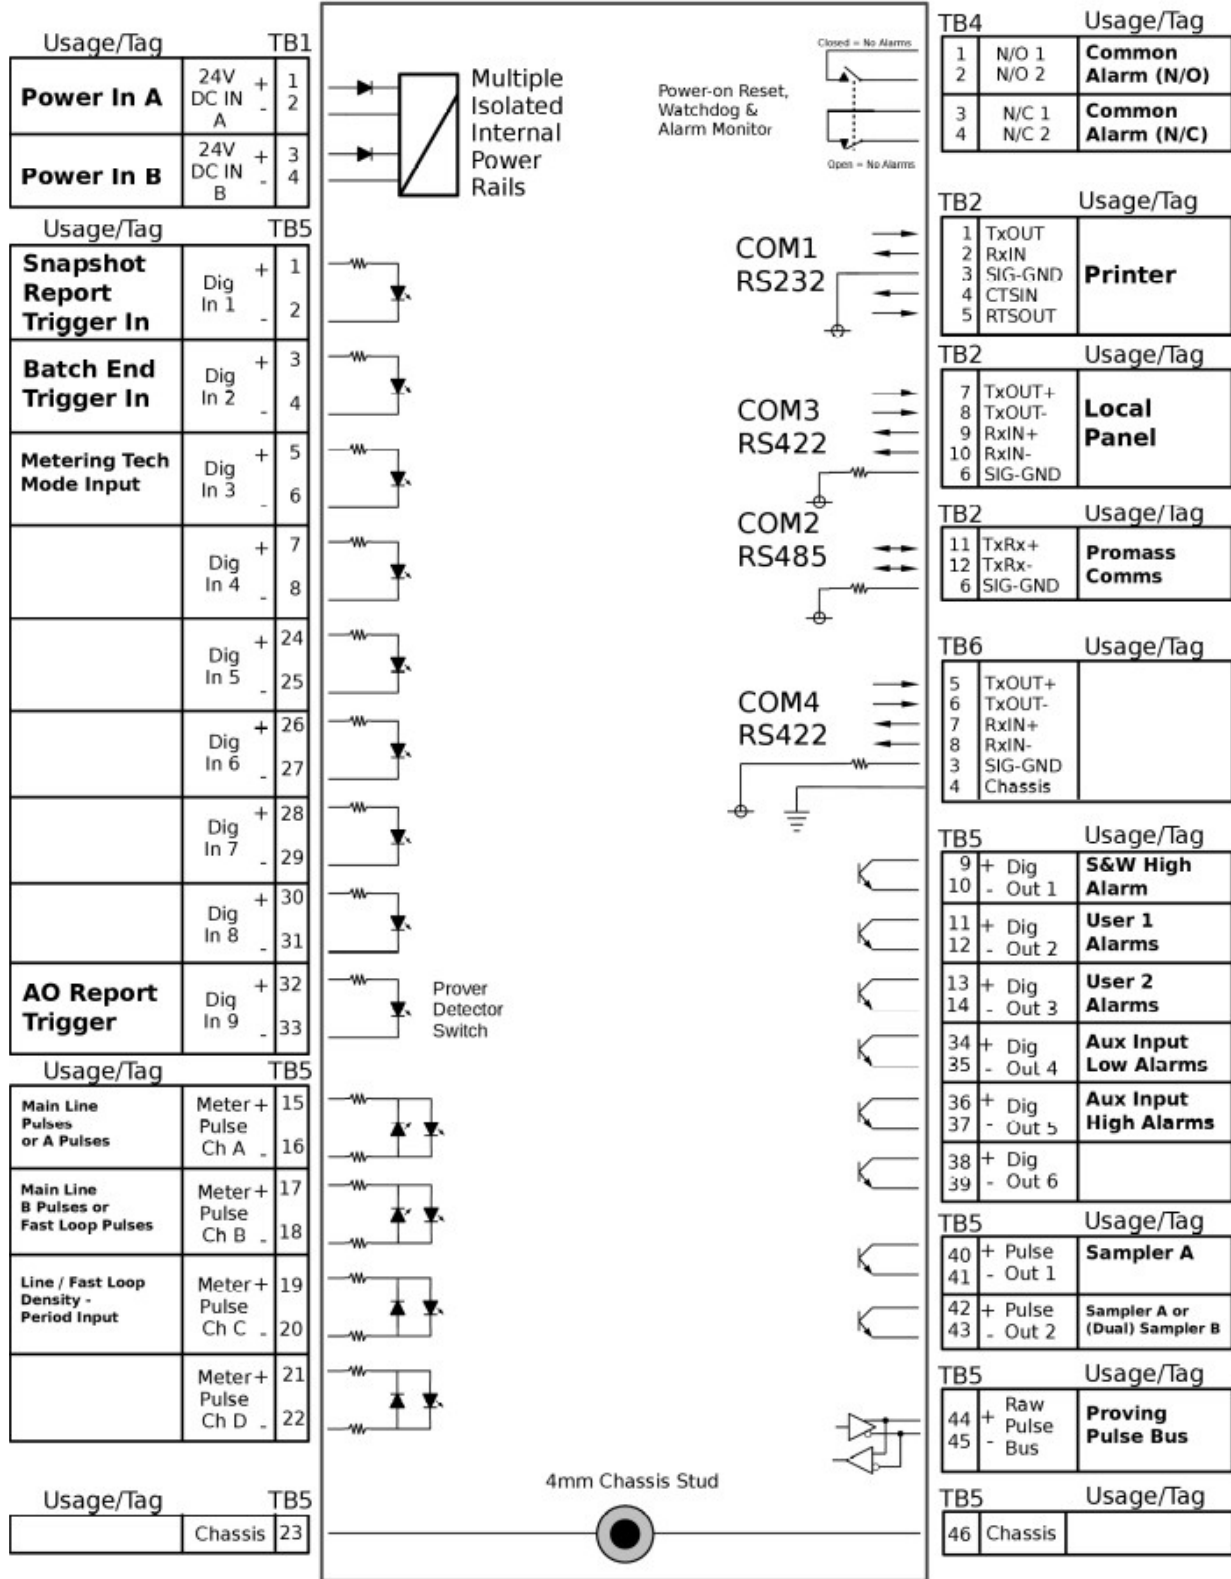 Usage/Tag TB1
Power In A 24V DC IN A + - 1 2
Power In B 24V DC IN B + - 3 4
Multiple
Isolated
Internal
Power
Rails
Usage/Tag TB5
Snapshot Report Trigger In Dig In 1 + - 1 2
Batch End Trigger In Dig In 2 + - 3 4
Metering Tech Mode Input Dig In 3 + - 5 6
Dig In 4 + - 7 8
Dig In 5 + - 24 25
Dig In 6 + - 26 27
Dig In 7 + - 28 29
Dig In 8 + - 30 31
AO Report Trigger Dig In 9 + - 32 33
Prover
Detector
Switch
Usage/Tag TB5
Main Line Pulses or A Pulses Meter Pulse Ch A + - 15 16
Main Line B Pulses or Fast Loop Pulses Meter Pulse Ch B + - 17 18
Line / Fast Loop Density - Period Input Meter Pulse Ch C + - 19 20
Meter Pulse Ch D + - 21 22
Usage/Tag TB5
Chassis 23
4mm Chassis Stud
Closed = No Alarms
Power-on Reset,
Watchdog &
Alarm Monitor
Open = No Alarms
TB4 Usage/Tag
1 N/O 1 Common
2 N/O 2 Alarm (N/O)
3 N/C 1 Common
4 N/C 2 Alarm (N/C)
COM1
RS232
TB2 Usage/Tag
1 TxOUT
2 RxIN
3 SIG-GND Printer
4 CTSIN
5 RTSOUT
COM3
RS422
TB2 Usage/Tag
7 TxOUT+
8 TxOUT- Local
9 RxIN+ Panel
10 RxIN-
6 SIG-GND
COM2
RS485
TB2 Usage/Tag
11 TxRx+ Promass
12 TxRx- Comms
6 SIG-GND
COM4
RS422
TB6 Usage/Tag
5 TxOUT+
6 TxOUT-
7 RxIN+
8 RxIN-
3 SIG-GND
4 Chassis
TB5 Usage/Tag
9 + Dig S&W High
10 - Out 1 Alarm
11 + Dig User 1
12 - Out 2 Alarms
13 + Dig User 2
14 - Out 3 Alarms
34 + Dig Aux Input
35 - Out 4 Low Alarms
36 + Dig Aux Input
37 - Out 5 High Alarms
38 + Dig
39 - Out 6
TB5 Usage/Tag
40 + Pulse Sampler A
41 - Out 1
42 + Pulse Sampler A or
43 - Out 2 (Dual) Sampler B
TB5 Usage/Tag
44 + Raw Pulse Bus Proving
45 - Pulse Bus
TB5 Usage/Tag
46 Chassis